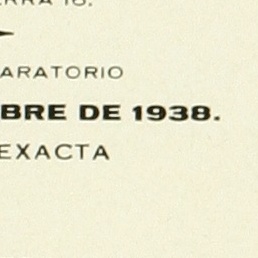 ARATORIO
BRE DE 1938.
EXACTA